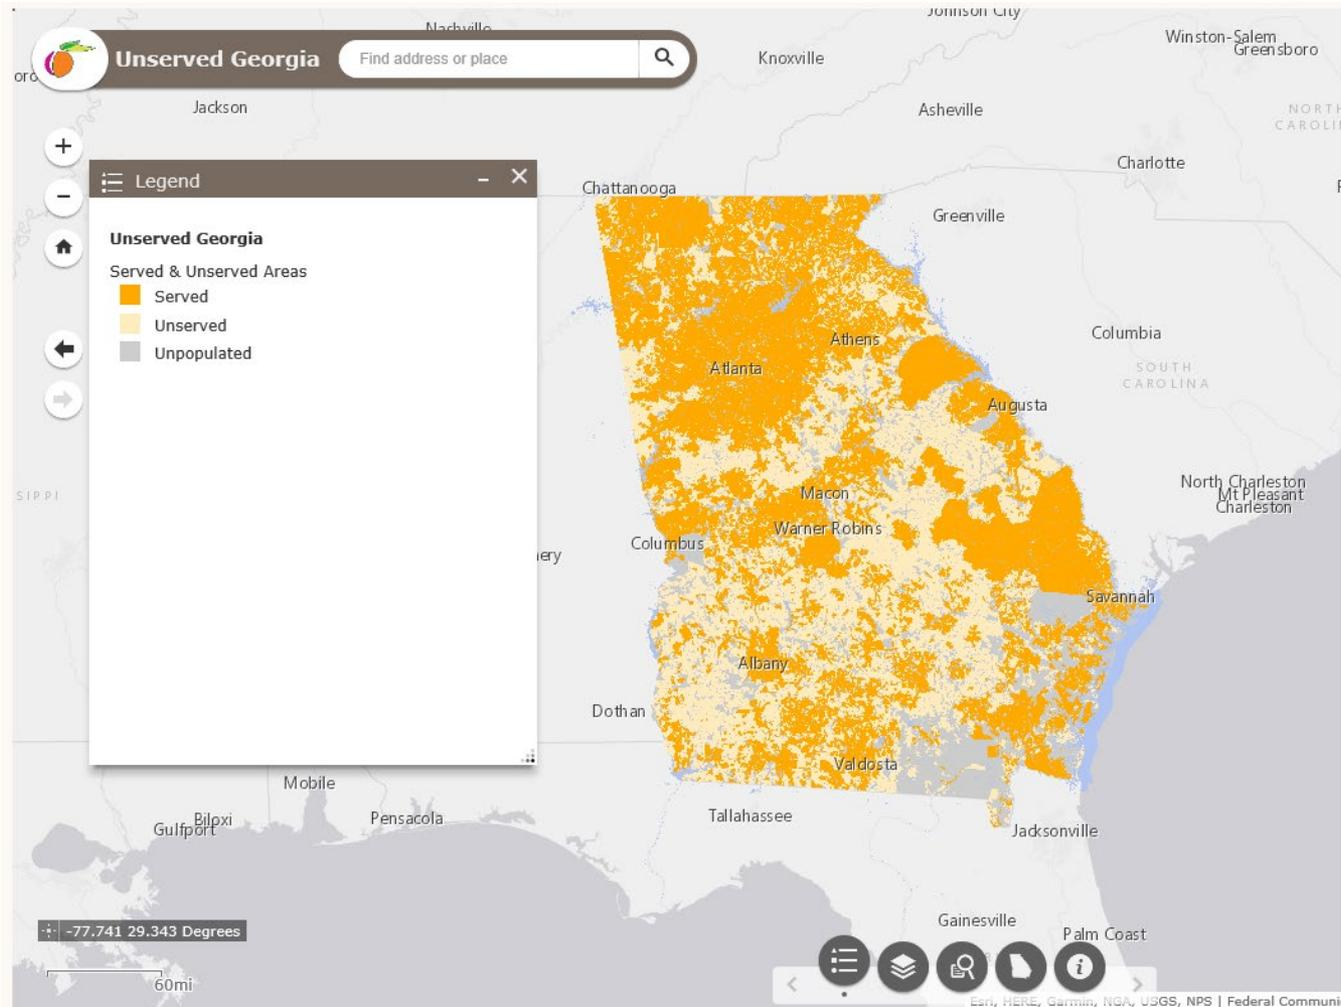 Johnson City
Nashville
Winston-Salem
Greensboro
Unserved Georgia
Find address or place
Knoxville
oro
Jackson
Asheville
NORTH
CAROLI
Charlotte
Legend
Chattanooga
Greenville
Unserved Georgia
Served & Unserved Areas
Served
Unserved
Unpopulated
Athens
Columbia
Atlanta
SOUTH
CAROLINA
Augusta
SIPPI
Macon
North Charleston
Mt Pleasant
Charleston
Warner Robins
Columbus
ery
Savannah
Albany
Dothan
Valdosta
Mobile
Biloxi
Gulfport
Pensacola
Tallahassee
Jacksonville
-77.741 29.343 Degrees
Gainesville
Palm Coast
60mi
Esri, HERE, Garmin, NGA, USGS, NPS | Federal Communi